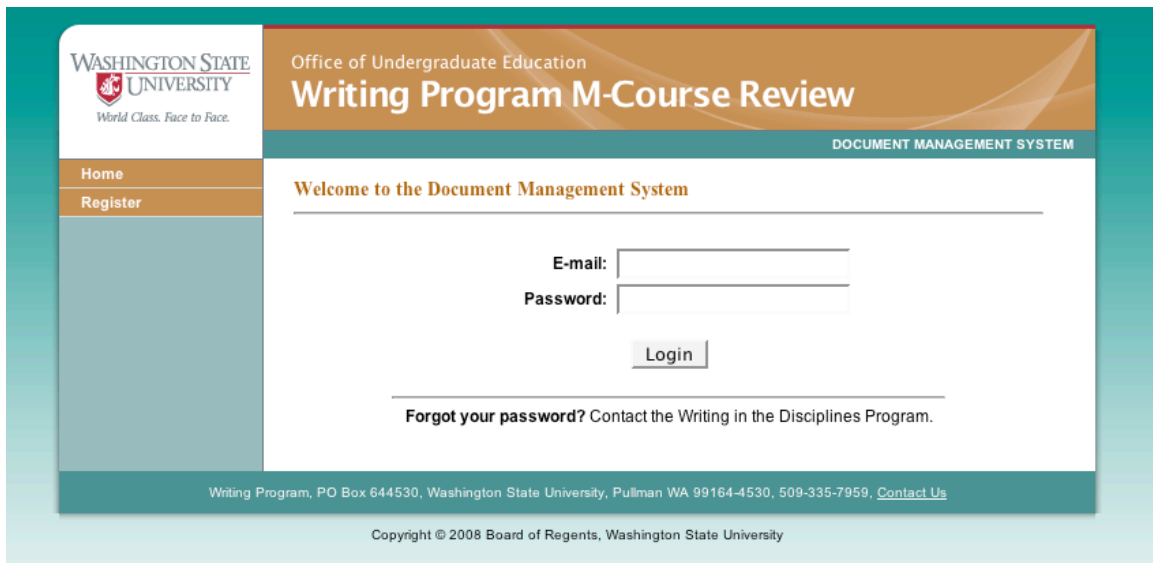 WASHINGTON STATE
UNIVERSITY
World Class. Face to Face.
Office of Undergraduate Education
Writing Program M-Course Review
DOCUMENT MANAGEMENT SYSTEM
Home
Register
Welcome to the Document Management System
E-mail:
Password:
Login
Forgot your password? Contact the Writing in the Disciplines Program.
Writing Program, PO Box 644530, Washington State University, Pullman WA 99164-4530, 509-335-7959, Contact Us
Copyright © 2008 Board of Regents, Washington State University